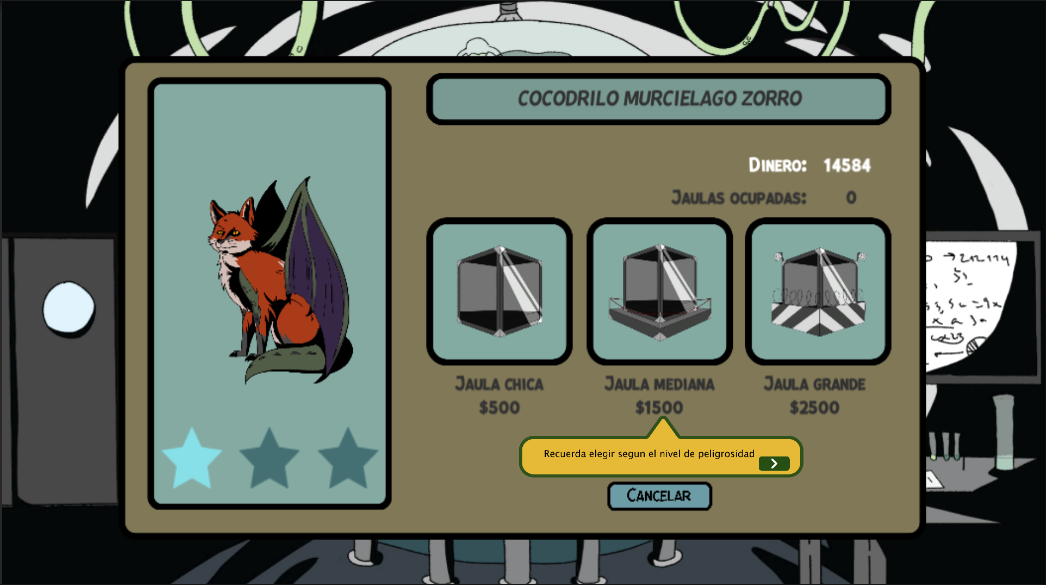 COCODRILO MURCIELAGO ZORRO
DINERO: 14584
JAULAS OCUPADAS: 0
JAULA CHICA
$500
JAULA MEDIANA
$1500
JAULA GRANDE
$2500
Recuerda elegir segun el nivel de peligrosidad
CANCELAR